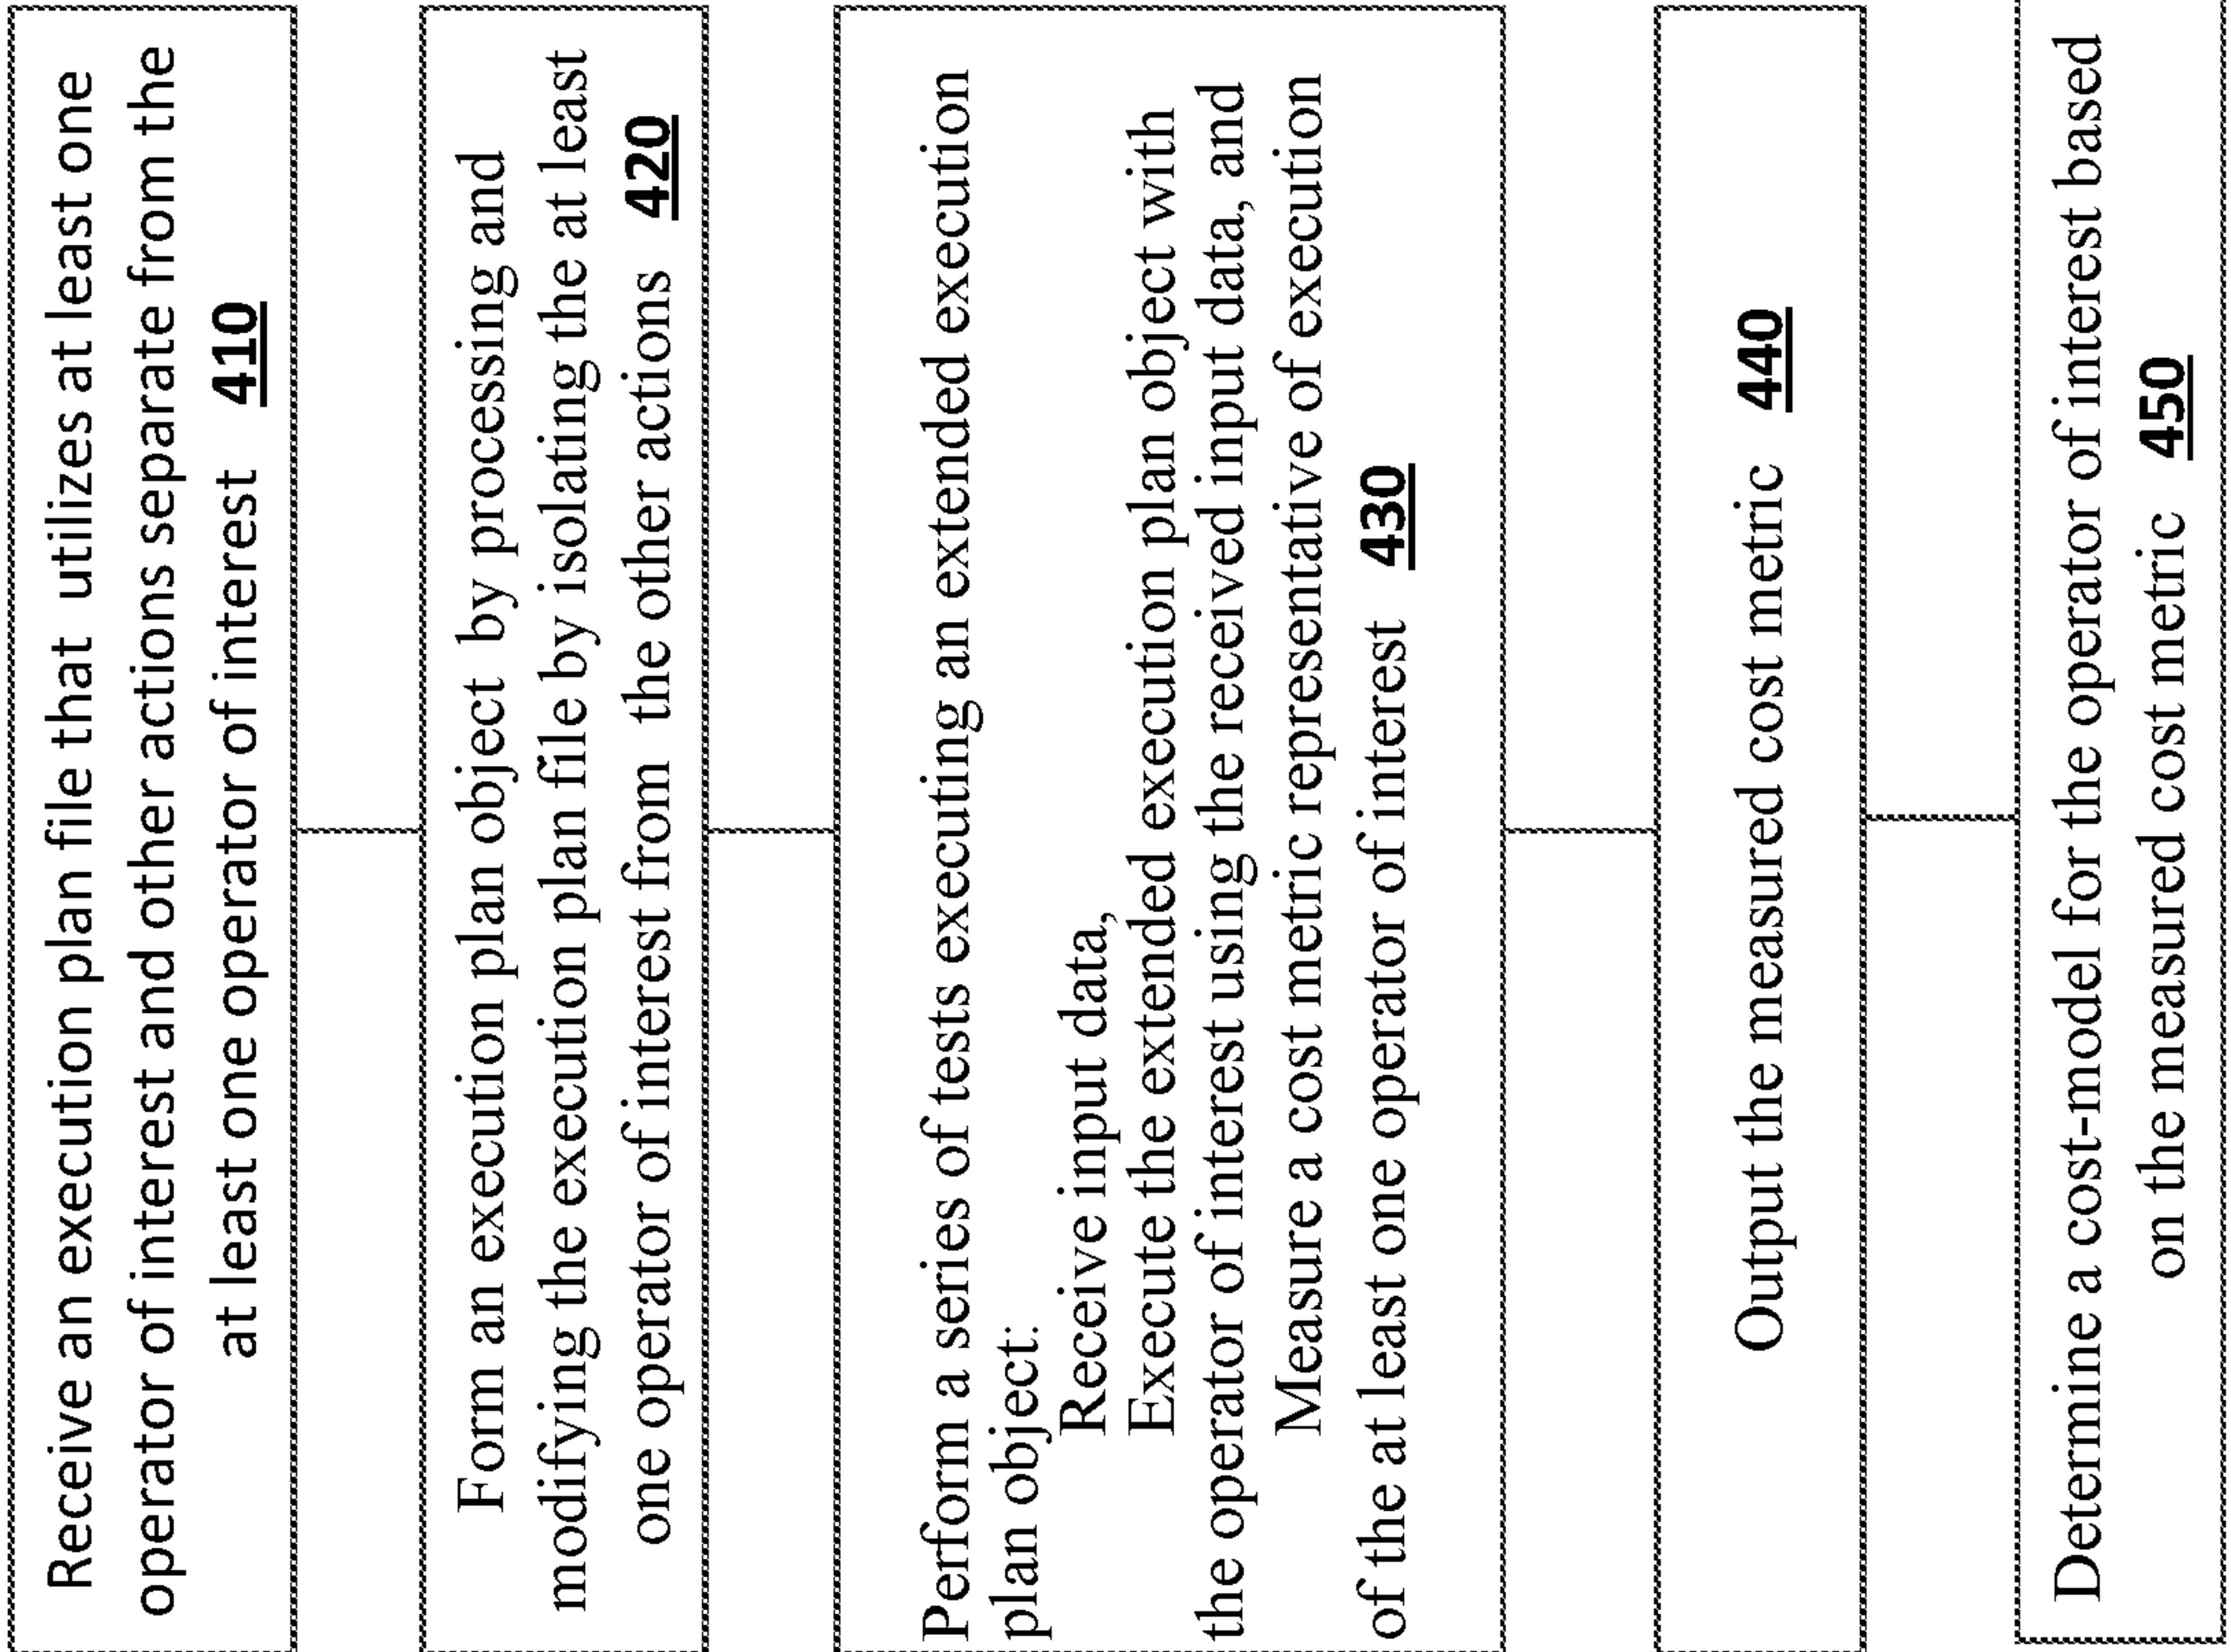 Receive an execution plan file that utilizes at least one
operator of interest and other actions separate from the
at least one operator of interest 410
Form an execution plan object by processing and
modifying the execution plan file by isolating the at least
one operator of interest from the other actions 420
Perform a series of tests executing an extended execution
plan object:
Receive input data,
Execute the extended execution plan object with
the operator of interest using the received input data, and
Measure a cost metric representative of execution
of the at least one operator of interest 430
Output the measured cost metric 440
Determine a cost-model for the operator of interest based
on the measured cost metric 450